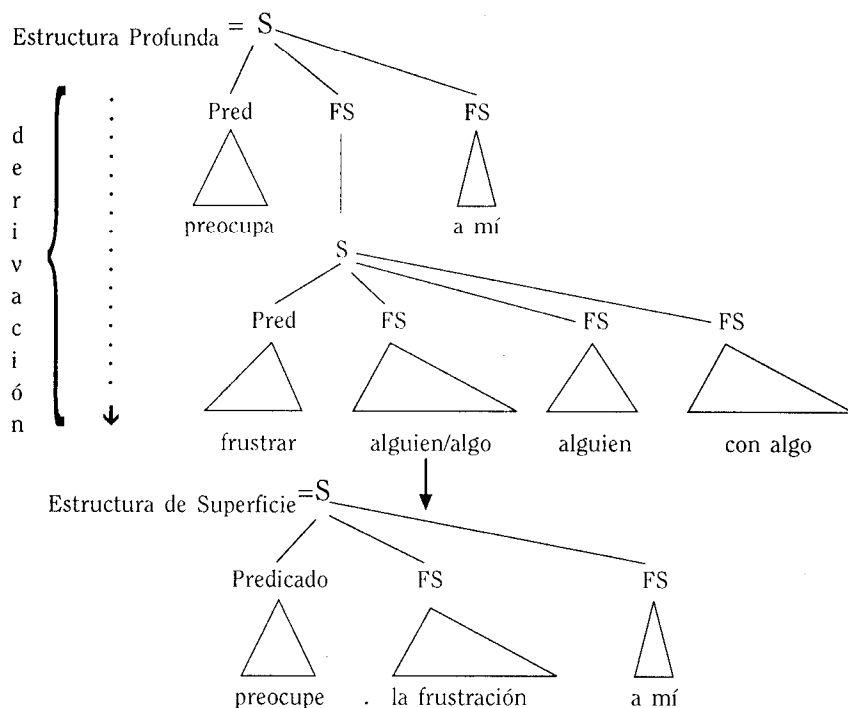 Estructura Profunda = S
Pred FS FS
derivación
preocupa a mí
S
Pred FS FS FS
frustrar alguien/algo alguien con algo
Estructura de Superficie =S
Predicado FS FS
preocupe . la frustración a mí